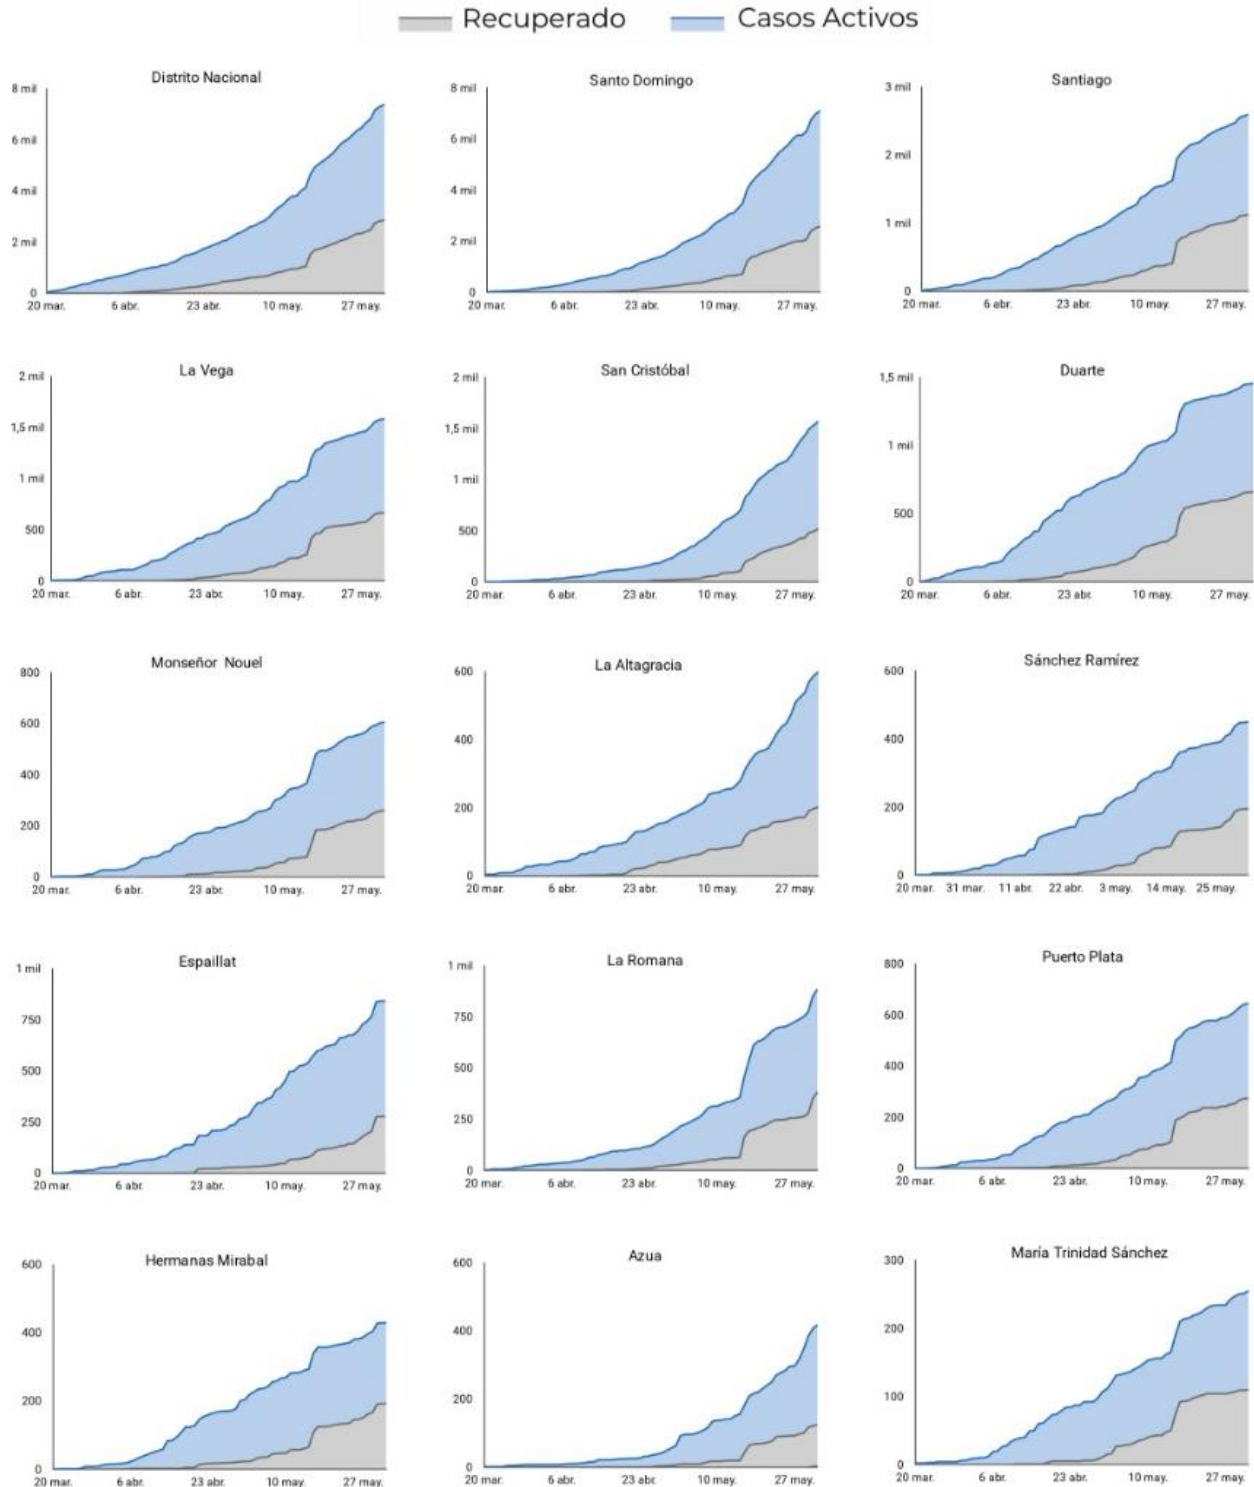 Recuperado Casos Activos
Distrito Nacional
8 mil
6 mil
4 mil
2 mil
0
20 mar. 6 abr. 23 abr. 10 may. 27 may.
Santo Domingo
8 mil
6 mil
4 mil
2 mil
0
20 mar. 6 abr. 23 abr. 10 may. 27 may.
Santiago
3 mil
2 mil
1 mil
0
20 mar. 6 abr. 23 abr. 10 may. 27 may.
La Vega
2 mil
1,5 mil
1 mil
500
0
20 mar. 6 abr. 23 abr. 10 may. 27 may.
San Cristóbal
2 mil
1,5 mil
1 mil
500
0
20 mar. 6 abr. 23 abr. 10 may. 27 may.
Duarte
1,5 mil
1 mil
500
0
20 mar. 6 abr. 23 abr. 10 may. 27 may.
Monseñor Nouel
800
600
400
200
0
20 mar. 6 abr. 23 abr. 10 may. 27 may.
La Altagracia
600
400
200
0
20 mar. 6 abr. 23 abr. 10 may. 27 may.
Sánchez Ramírez
600
400
200
0
20 mar. 31 mar. 11 abr. 22 abr. 3 may. 14 may. 25 may.
Espaillat
1 mil
750
500
250
0
20 mar. 6 abr. 23 abr. 10 may. 27 may.
La Romana
1 mil
750
500
250
0
20 mar. 6 abr. 23 abr. 10 may. 27 may.
Puerto Plata
800
600
400
200
0
20 mar. 6 abr. 23 abr. 10 may. 27 may.
Hermanas Mirabal
600
400
200
0
20 mar. 6 abr. 23 abr. 10 may. 27 may.
Azua
600
400
200
0
20 mar. 6 abr. 23 abr. 10 may. 27 may.
María Trinidad Sánchez
300
200
100
0
20 mar. 6 abr. 23 abr. 10 may. 27 may.